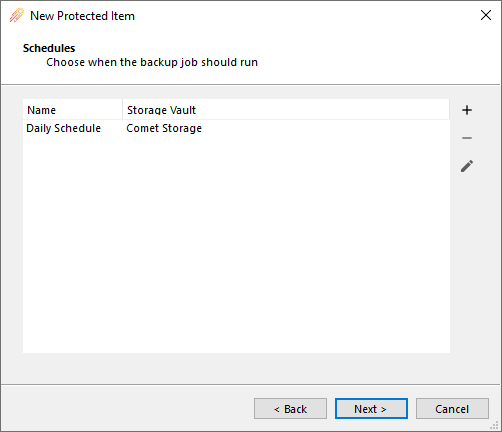 New Protected Item
Schedules
Choose when the backup job should run
Name Storage Vault
Daily Schedule Comet Storage
< Back Next > Cancel